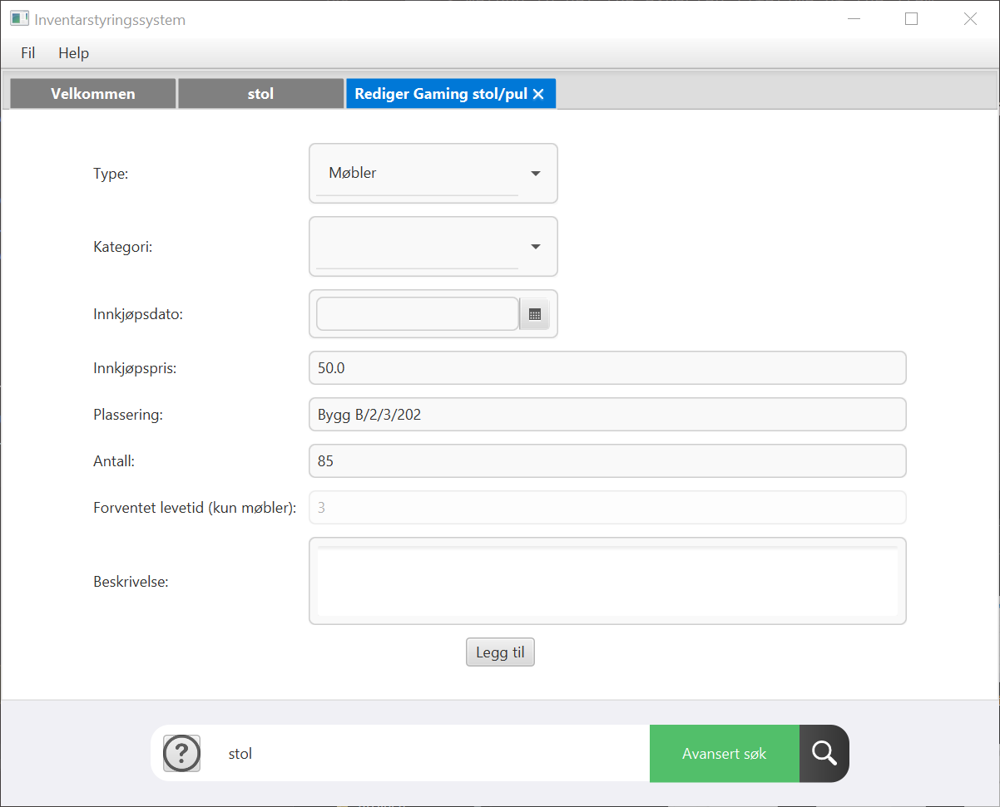 Inventarstyringssystem
Fil Help
Velkommen stol Rediger Gaming stol/pul
Type: Møbler
Kategori:
Innkjøpsdato:
Innkjøpspris: 50.0
Plassering: Bygg B/2/3/202
Antall: 85
Forventet levetid (kun møbler): 3
Beskrivelse:
Legg til
? stol Avansert søk